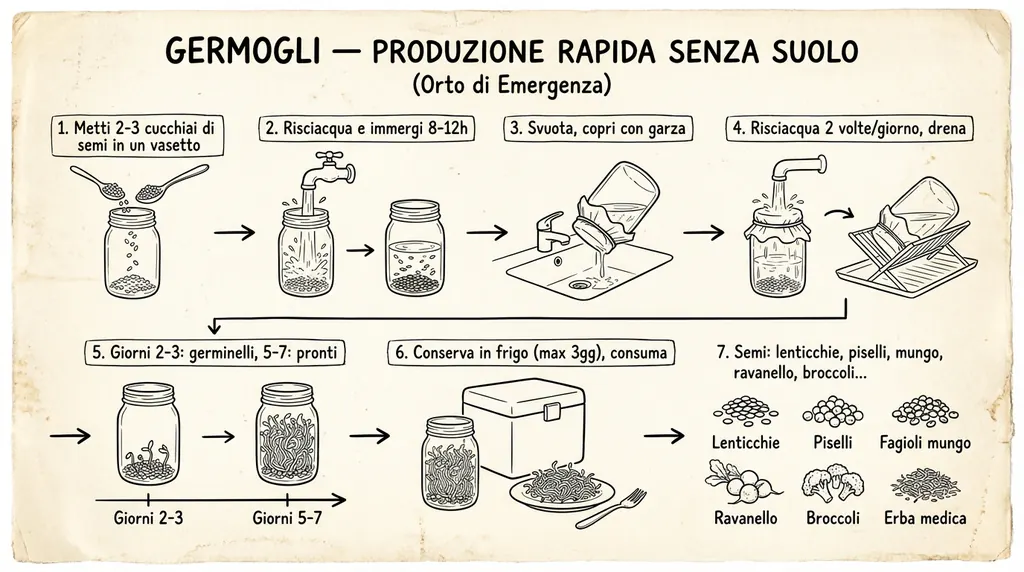 GERMOGLI — PRODUZIONE RAPIDA SENZA SUOLO
(Orto di Emergenza)
1. Metti 2-3 cucchiai di
semi in un vasetto
2. Risciacqua e immergi 8-12h
3. Svuota, copri con garza
4. Risciacqua 2 volte/giorno, drena
5. Giorni 2-3: germinelli, 5-7: pronti
Giorni 2-3
Giorni 5-7
6. Conserva in frigo (max 3gg), consuma
7. Semi: lenticchie, piselli, mungo,
ravanello, broccoli...
Lenticchie
Piselli
Fagioli mungo
Ravanello
Broccoli
Erba medica